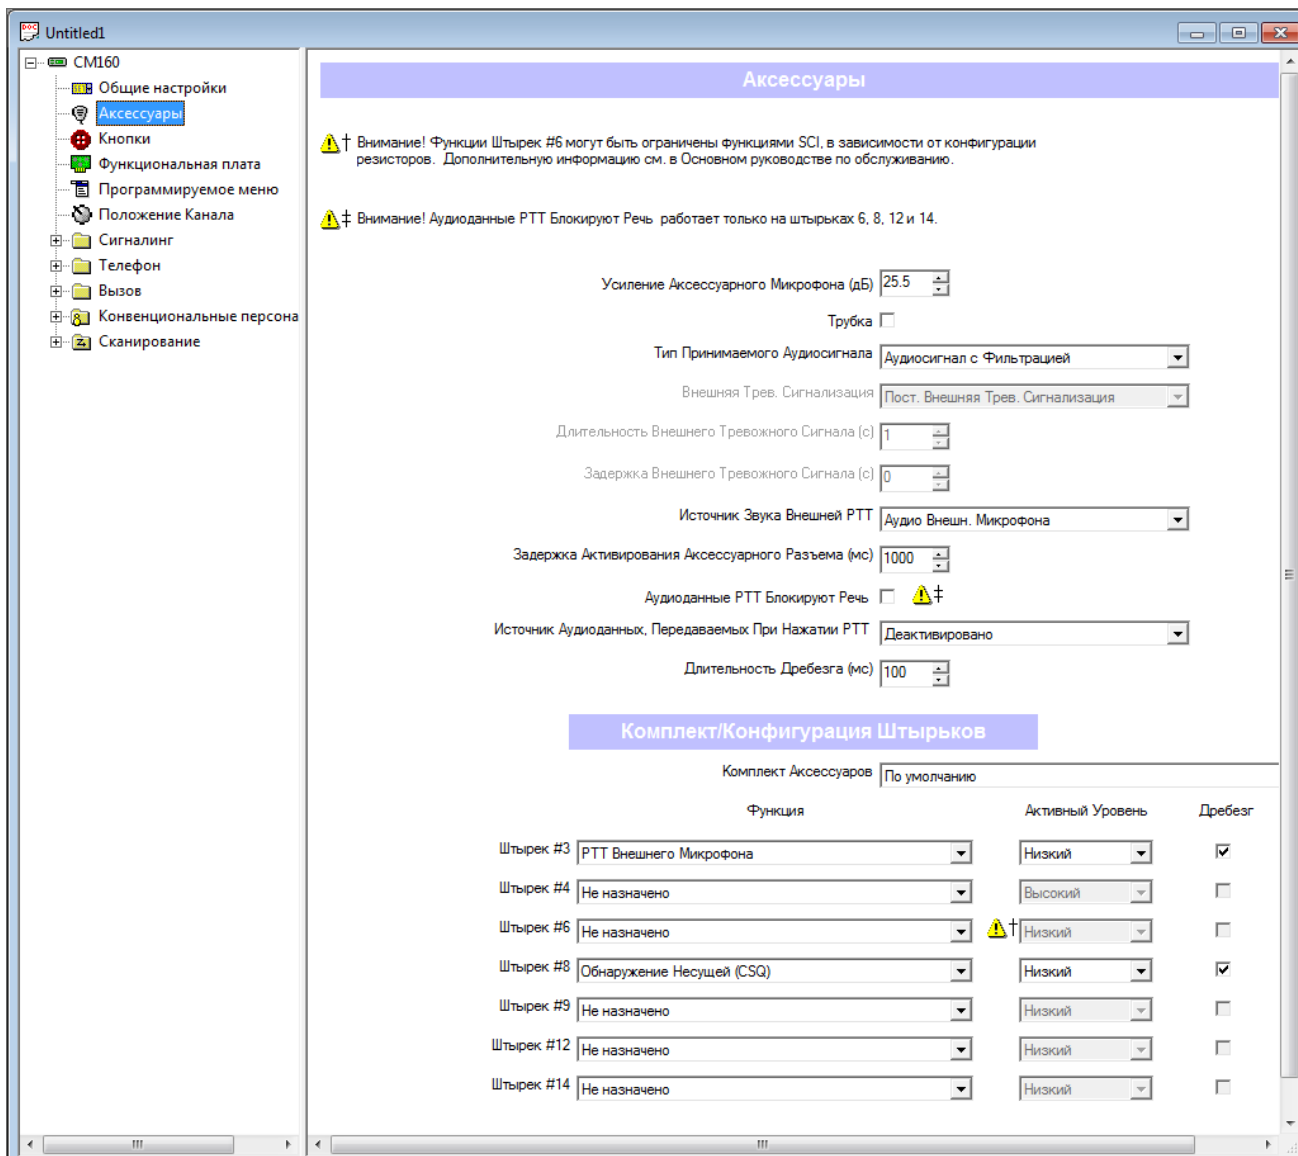 Untitled1
CM160
Общие настройки
Аксессуары
Кнопки
Функциональная плата
Программируемое меню
Положение Канала
Сигналинг
Телефон
Вызов
Конвенциональные персона
Сканирование
Аксессуары
† Внимание! Функции Штырек #6 могут быть ограничены функциями SCI, в зависимости от конфигурации
резисторов. Дополнительную информацию см. в Основном руководстве по обслуживанию.
‡ Внимание! Аудиоданные PTT Блокируют Речь работает только на штырьках 6, 8, 12 и 14.
Усиление Аксессуарного Микрофона (дБ) 25.5
Трубка
Тип Принимаемого Аудиосигнала Аудиосигнал с Фильтрацией
Внешняя Трев. Сигнализация Пост. Внешняя Трев. Сигнализация
Длительность Внешнего Тревожного Сигнала (с) 1
Задержка Внешнего Тревожного Сигнала (с) 0
Источник Звука Внешней PTT Аудио Внешн. Микрофона
Задержка Активирования Аксессуарного Разъема (мс) 1000
Аудиоданные PTT Блокируют Речь ‡
Источник Аудиоданных, Передаваемых При Нажатии PTT Деактивировано
Длительность Дребезга (мс) 100
Комплект/Конфигурация Штырьков
Комплект Аксессуаров По умолчанию
Функция Активный Уровень Дребезг
Штырек #3 PTT Внешнего Микрофона Низкий
Штырек #4 Не назначено Высокий
Штырек #6 Не назначено † Низкий
Штырек #8 Обнаружение Несущей (CSQ) Низкий
Штырек #9 Не назначено Низкий
Штырек #12 Не назначено Низкий
Штырек #14 Не назначено Низкий